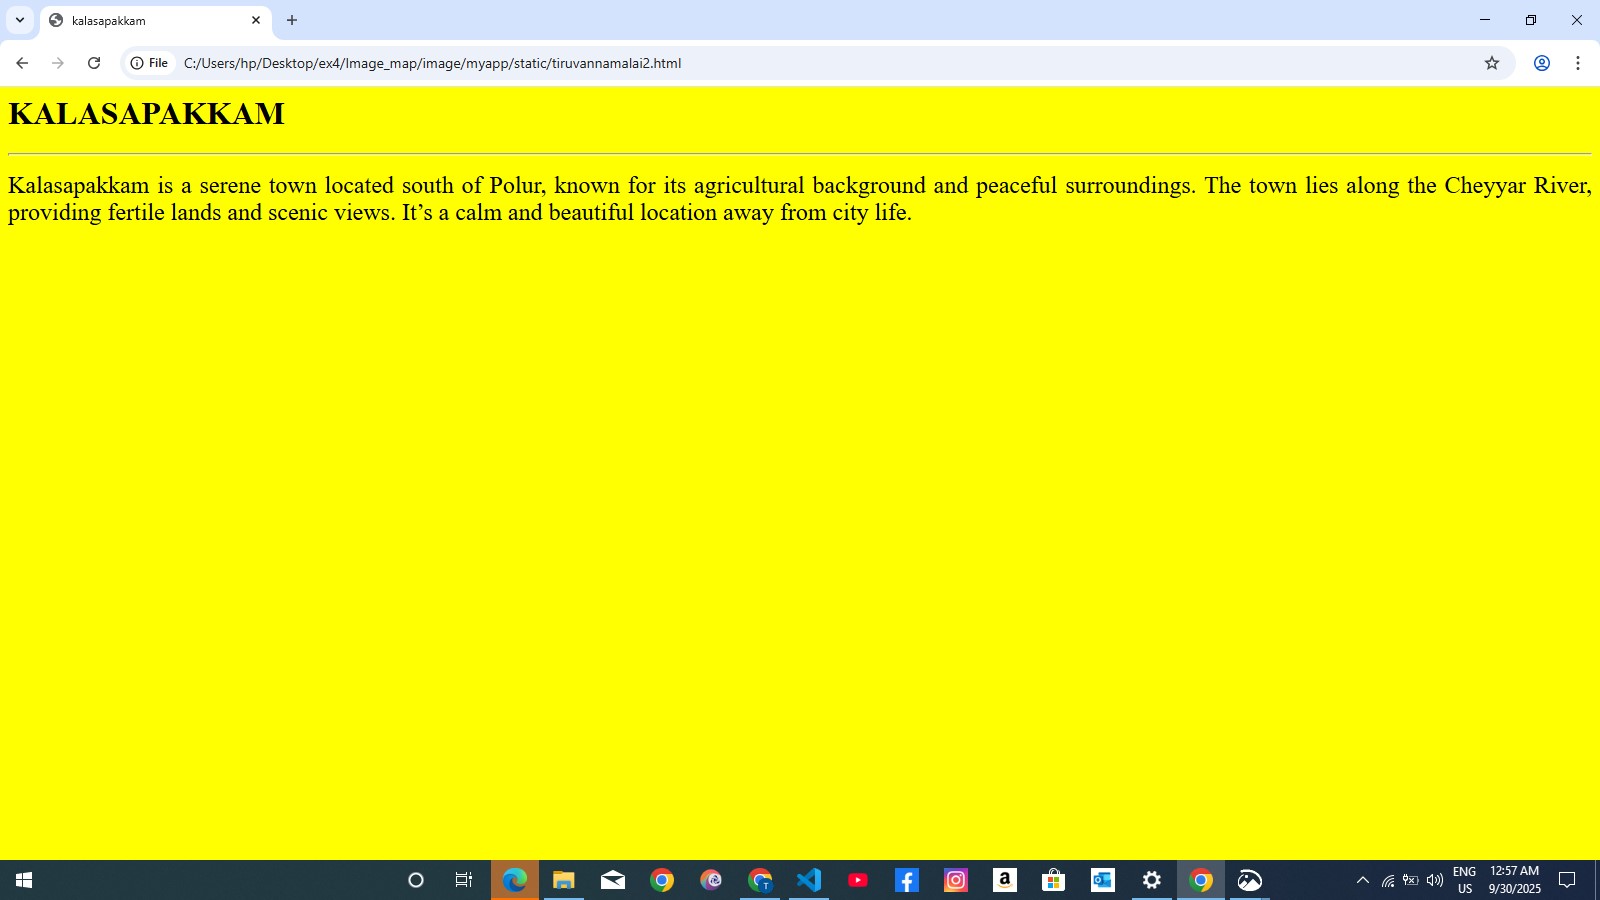 kalasapakkam
File C:/Users/hp/Desktop/ex4/Image_map/image/myapp/static/tiruvannamalai2.html
KALASAPAKKAM
Kalasapakkam is a serene town located south of Polur, known for its agricultural background and peaceful surroundings. The town lies along the Cheyyar River,
providing fertile lands and scenic views. It’s a calm and beautiful location away from city life.
ENG 12:57 AM
US 9/30/2025